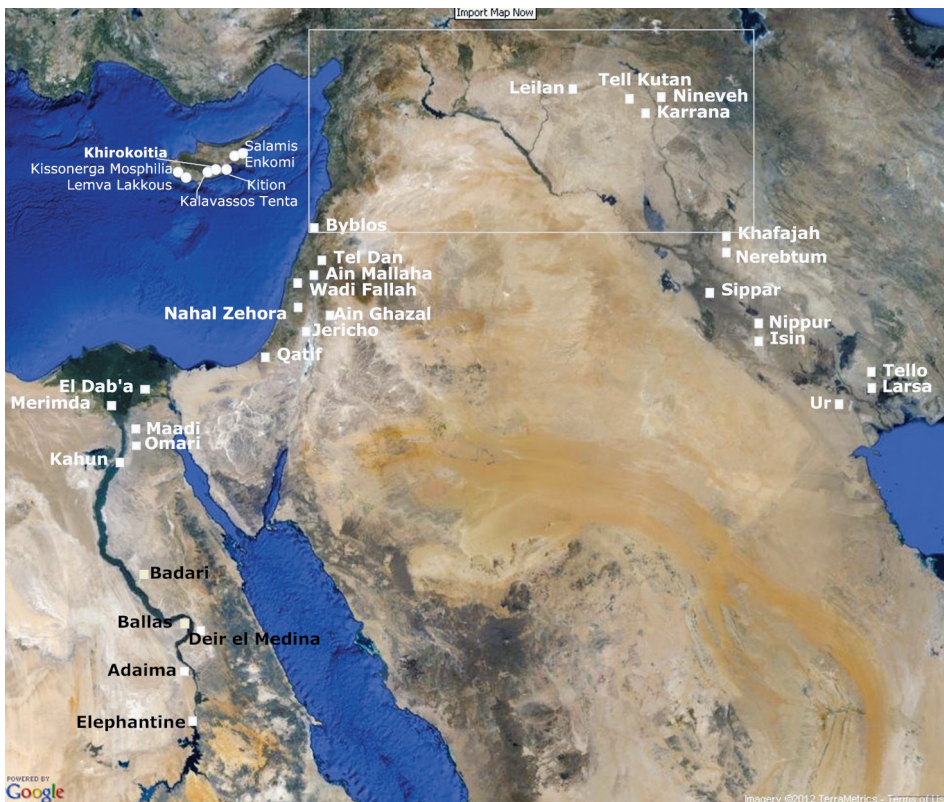 Import Map Now
Leilan
Tell Kutan
Nineveh
Karrana
Salamis
Enkomi
Khirokoitia
Kissonerga Mosphilia
Lemva Lakkous
Kition
Kalavassos Tenta
Byblos
Khafajah
Nerebtum
Tel Dan
Ain Mallaha
Wadi Fallah
Sippar
Nahal Zehora
Ain Ghazal
Jericho
Nippur
Isin
Qatif
Tello
Larsa
Ur
El Dab'a
Merimda
Maadi
Omari
Kahun
Badari
Ballas
Deir el Medina
Adaima
Elephantine
POWERED BY
Google
Imagery ©2012 TerraMetrics - Terms of